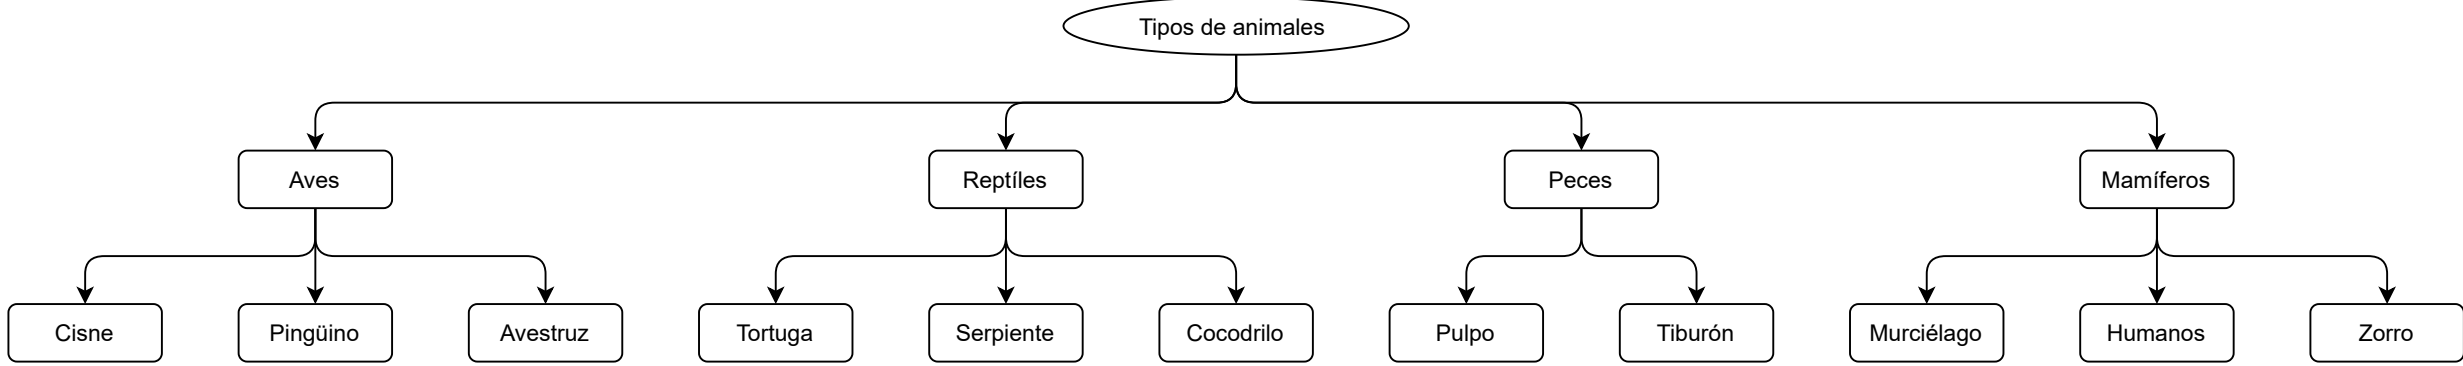 Tipos de animales
Aves
Reptíles
Peces
Mamíferos
Cisne
Pingüino
Avestruz
Tortuga
Serpiente
Cocodrilo
Pulpo
Tiburón
Murciélago
Humanos
Zorro